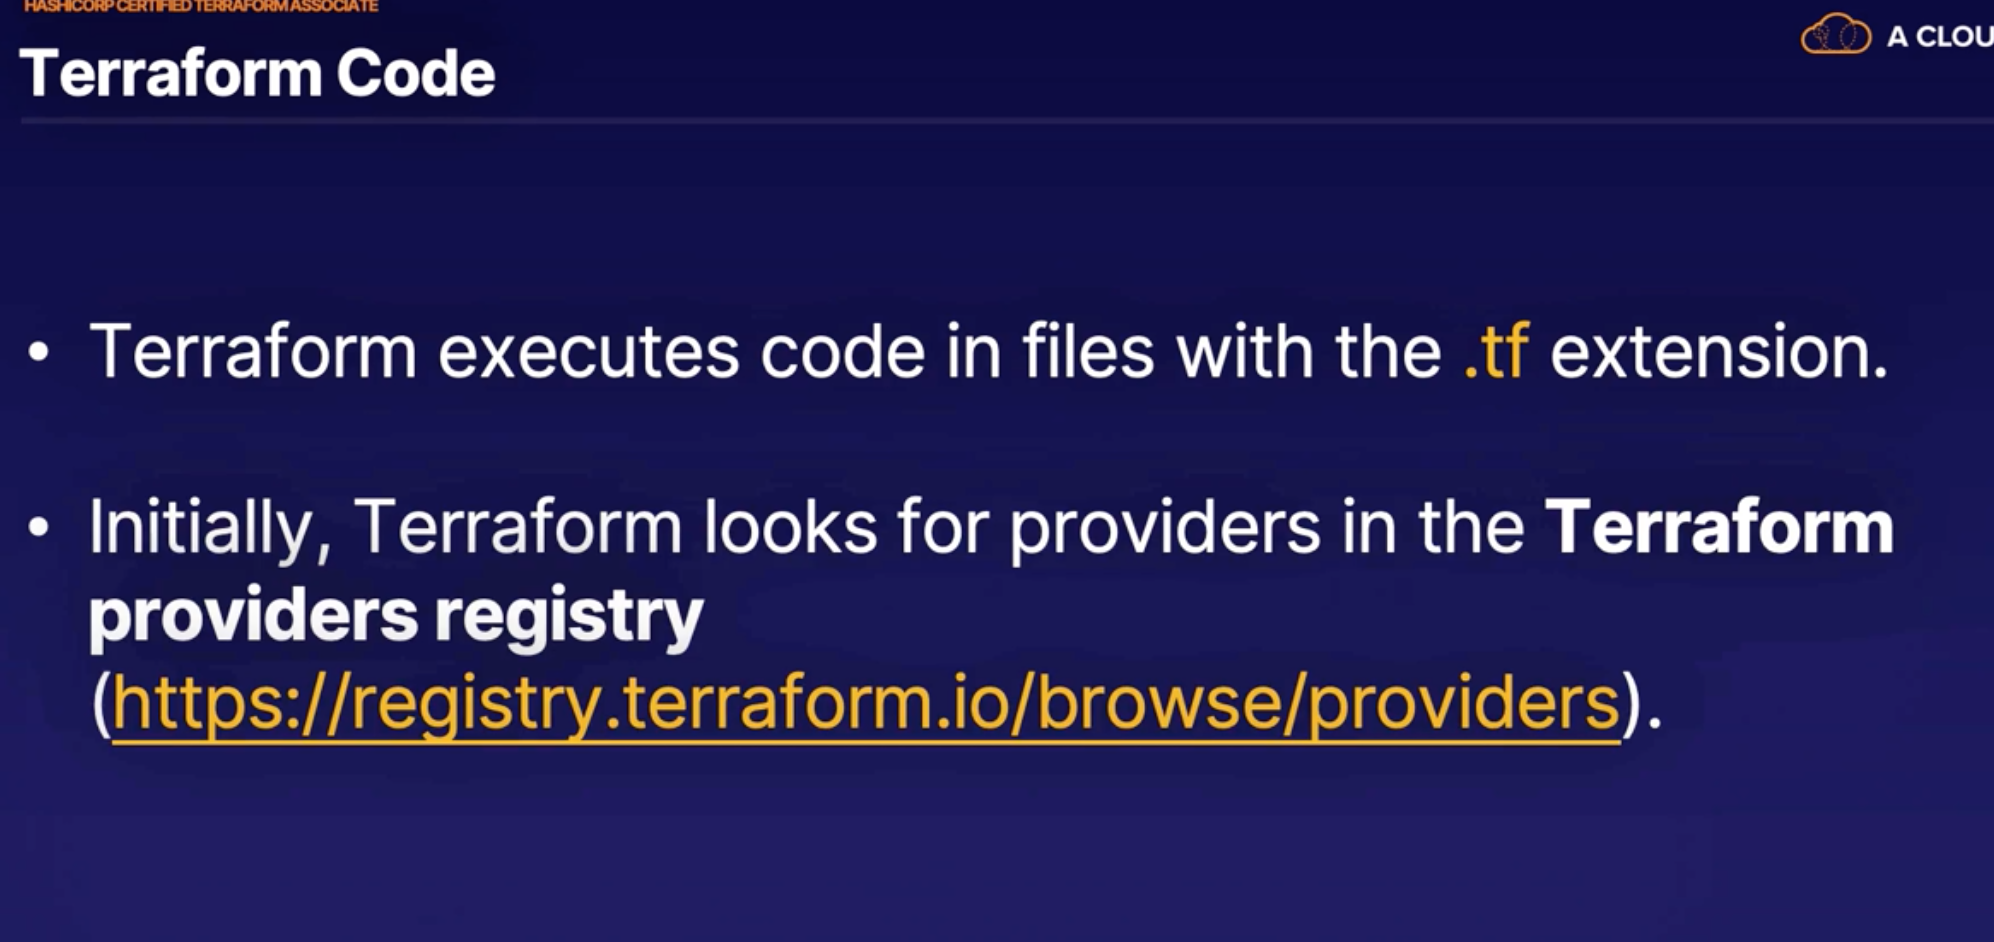 HASHICORP CERTIFIED TERRAFORM ASSOCIATE
A CLOU
Terraform Code
• Terraform executes code in files with the .tf extension.
• Initially, Terraform looks for providers in the Terraform
providers registry
(https://registry.terraform.io/browse/providers).